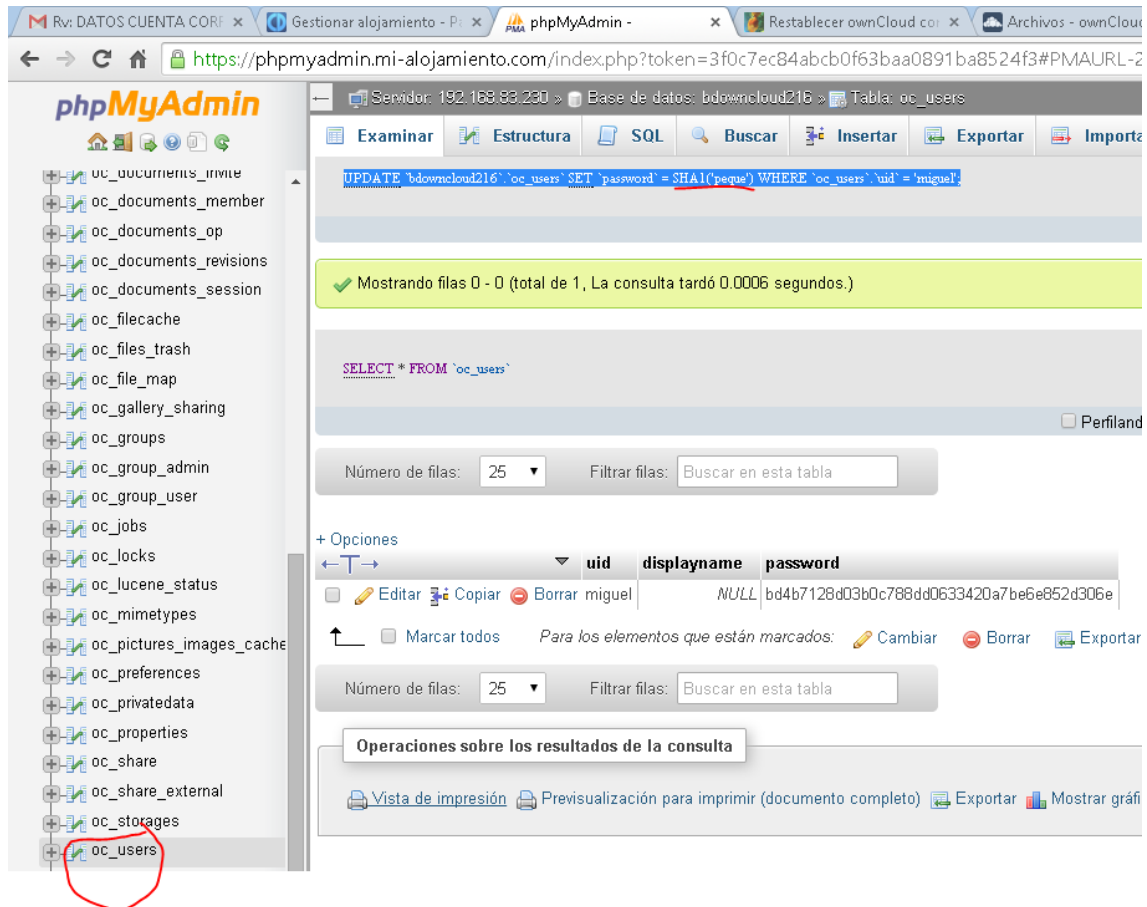 Rv: DATOS CUENTA CORF
Gestionar alojamiento - P
phpMyAdmin -
Restablecer ownCloud cor
Archivos - ownCloud
https://phpmyadmin.mi-alojamiento.com/index.php?token=3f0c7ec84abcb0f63baa0891ba8524f3#PMAURL-2
phpMyAdmin
oc_documents_invite
oc_documents_member
oc_documents_op
oc_documents_revisions
oc_documents_session
oc_filecache
oc_files_trash
oc_file_map
oc_gallery_sharing
oc_groups
oc_group_admin
oc_group_user
oc_jobs
oc_locks
oc_lucene_status
oc_mimetypes
oc_pictures_images_cache
oc_preferences
oc_privatedata
oc_properties
oc_share
oc_share_external
oc_storages
oc_users
Servidor: 192.168.83.230 » Base de datos: bdowncloud216 » Tabla: oc_users
Examinar Estructura SQL Buscar Insertar Exportar Importa
UPDATE `bdowncloud216`.`oc_users` SET `password` = SHA1('peque') WHERE `oc_users`.`uid` = 'miguel';
Mostrando filas 0 - 0 (total de 1, La consulta tardó 0.0006 segundos.)
SELECT * FROM `oc_users`
Perfiland
Número de filas: 25 Filtrar filas: Buscar en esta tabla
+ Opciones
←T→ uid displayname password
Editar Copiar Borrar miguel NULL bd4b7128d03b0c788dd0633420a7be6e852d306e
Marcar todos Para los elementos que están marcados: Cambiar Borrar Exportar
Número de filas: 25 Filtrar filas: Buscar en esta tabla
Operaciones sobre los resultados de la consulta
Vista de impresión Previsualización para imprimir (documento completo) Exportar Mostrar gráfi